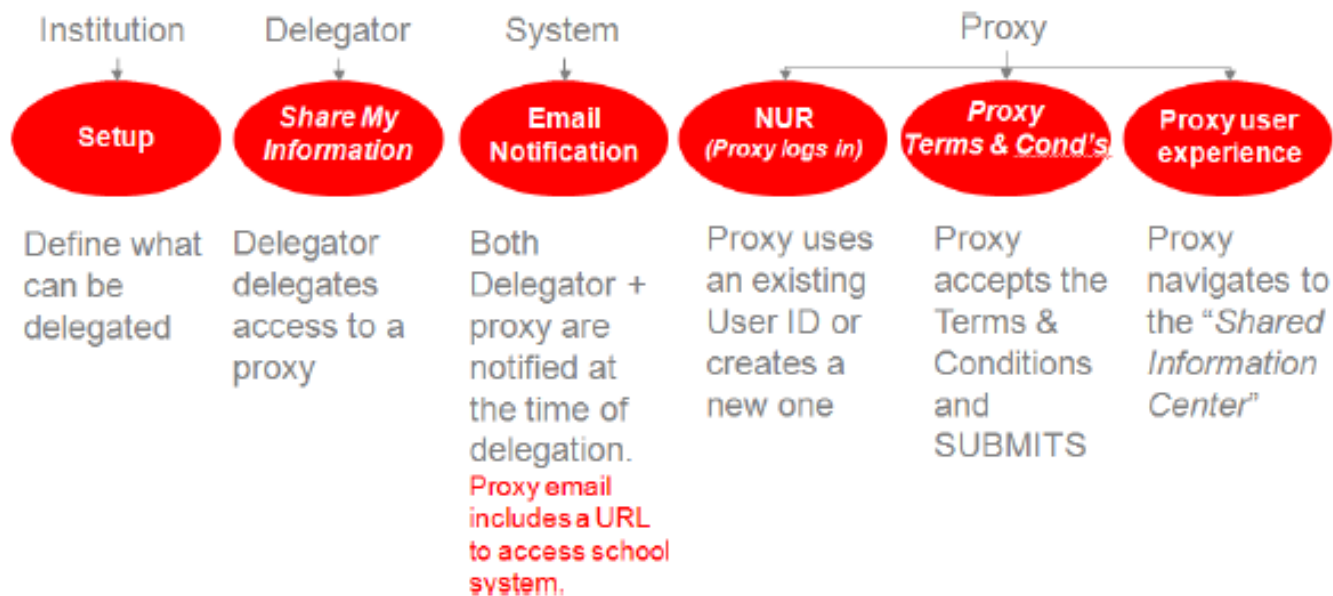 Institution
Delegator
System
Proxy
Setup
Share My
Information
Email
Notification
NUR
(Proxy logs in)
Proxy
Terms & Cond's
Proxy user
experience
Define what
can be
delegated
Delegator
delegates
access to a
proxy
Both
Delegator +
proxy are
notified at
the time of
delegation.
Proxy email
includes a URL
to access school
system.
Proxy uses
an existing
User ID or
creates a
new one
Proxy
accepts the
Terms &
Conditions
and
SUBMITS
Proxy
navigates to
the “Shared
Information
Center”